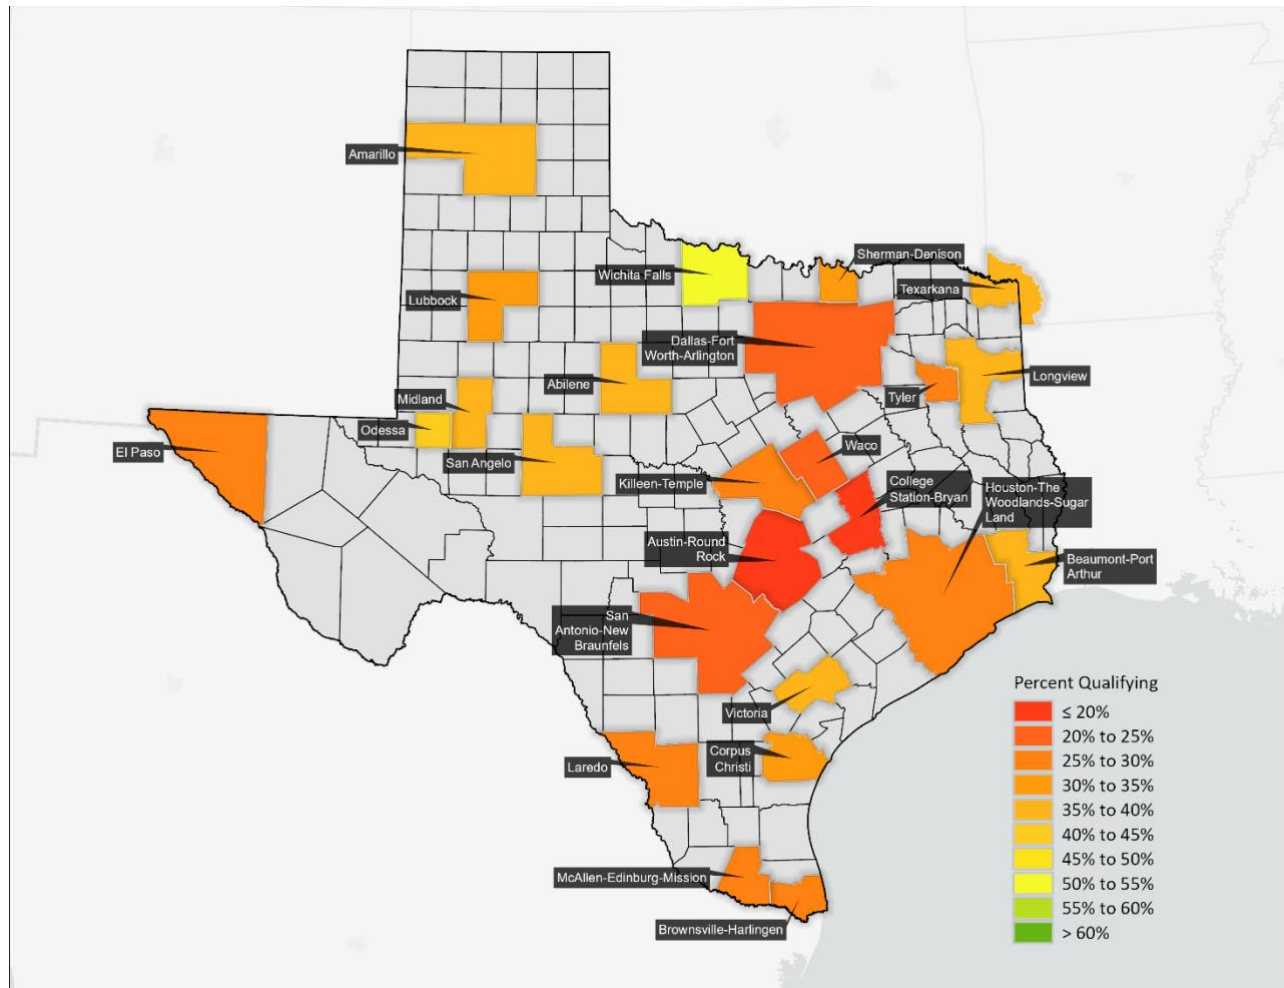 Amarillo
Sherman-Denison
Wichita Falls
Texarkana
Lubbock
Dallas-Fort
Worth-Arlington
Longview
Abilene
Midland
Tyler
Odessa
El Paso
San Angelo
Waco
Killeen-Temple
College
Station-Bryan
Houston-The
Woodlands-Sugar
Land
Austin-Round
Rock
Beaumont-Port
Arthur
San
Antonio-New
Braunfels
Victoria
Corpus
Christi
Laredo
McAllen-Edinburg-Mission
Brownsville-Harlingen
Percent Qualifying
≤ 20%
20% to 25%
25% to 30%
30% to 35%
35% to 40%
40% to 45%
45% to 50%
50% to 55%
55% to 60%
> 60%